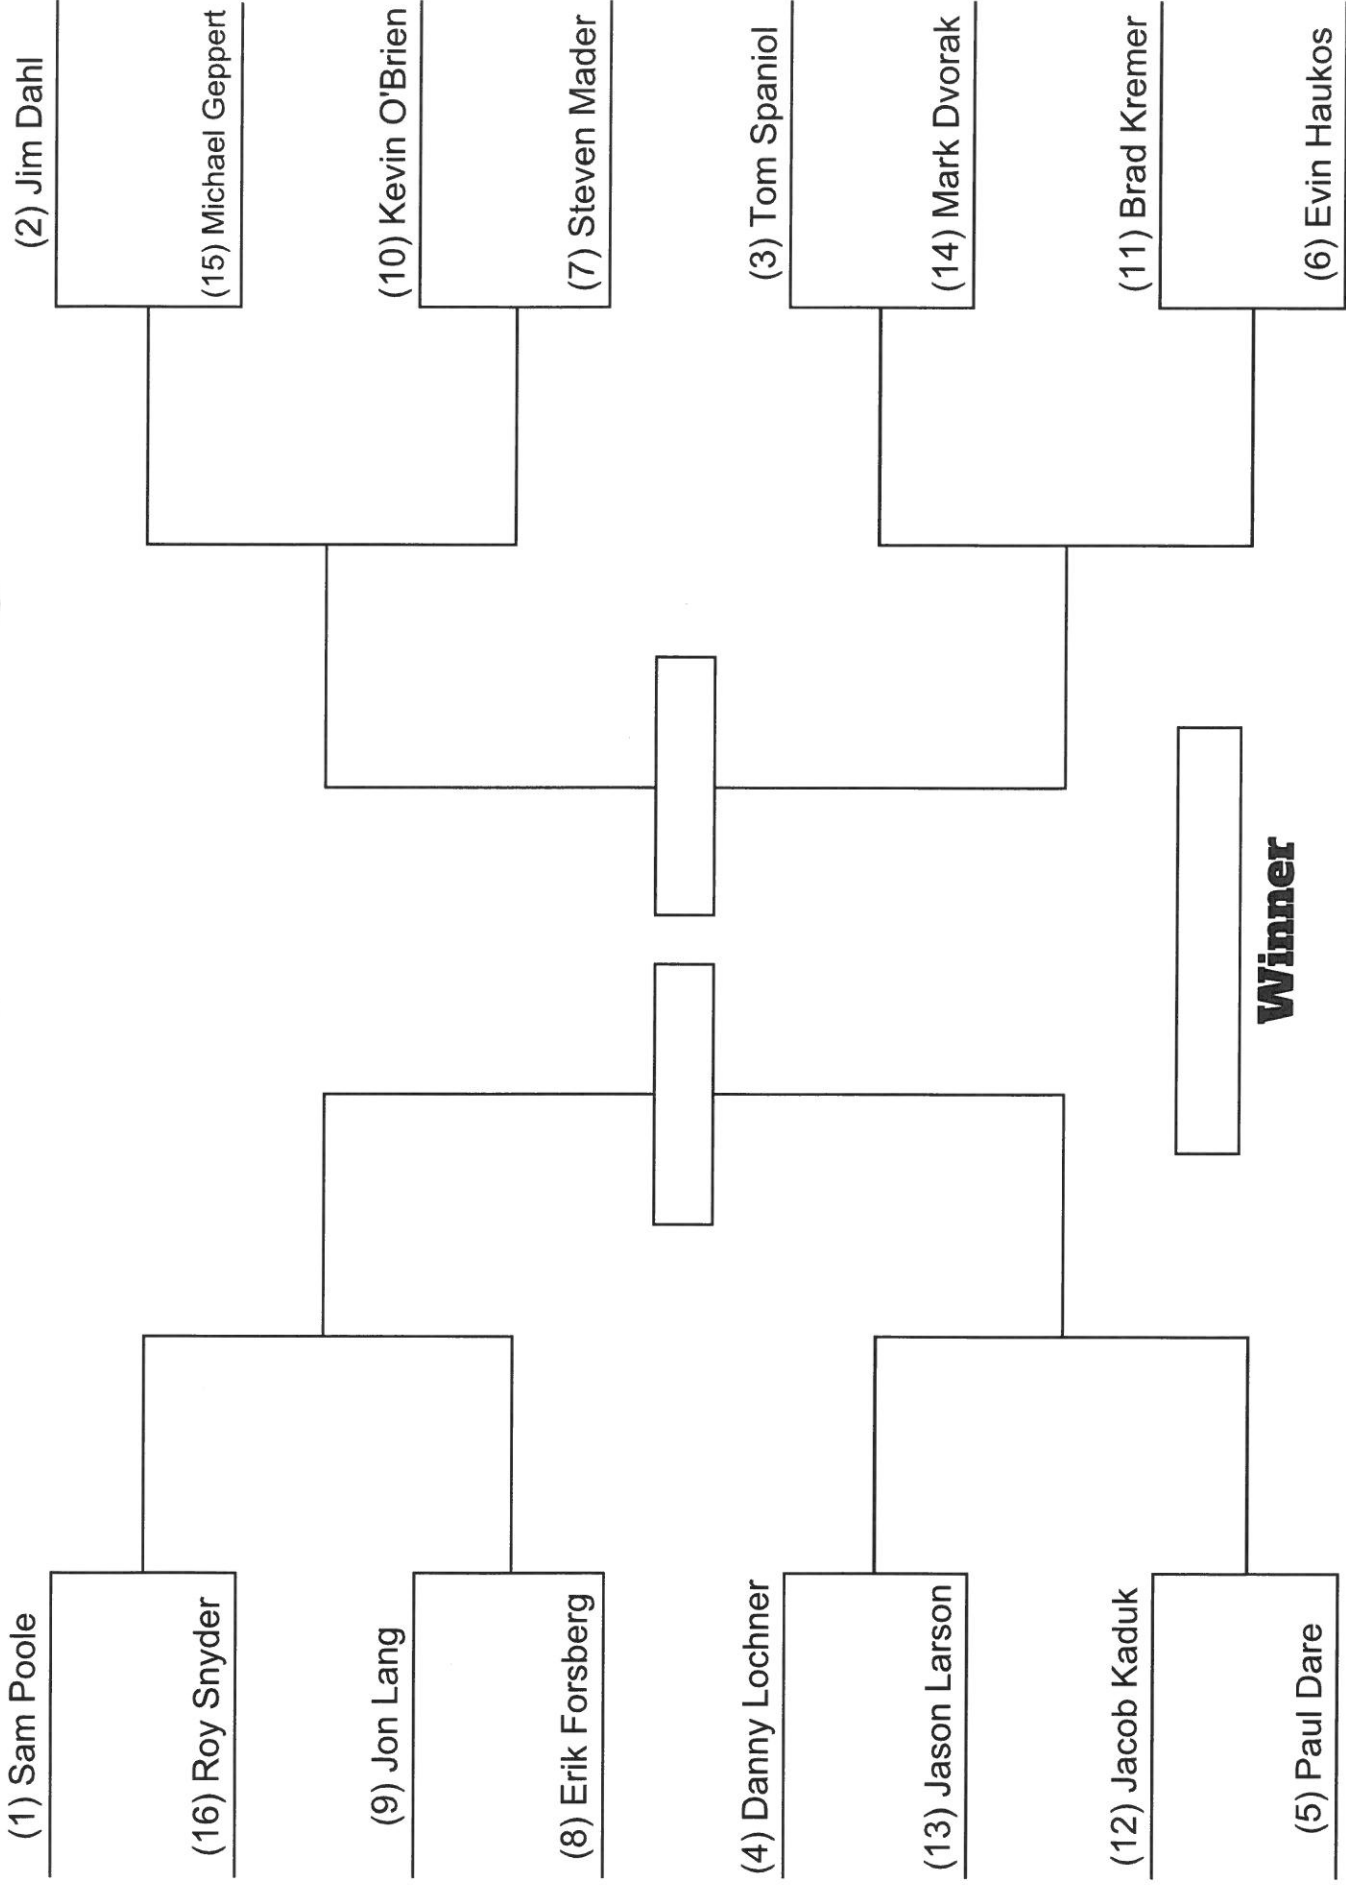 (1) Sam Poole
(16) Roy Snyder
(9) Jon Lang
(8) Erik Forsberg
(4) Danny Lochner
(13) Jason Larson
(12) Jacob Kaduk
(5) Paul Dare
(2) Jim Dahl
(15) Michael Geppert
(10) Kevin O'Brien
(7) Steven Mader
(3) Tom Spaniol
(14) Mark Dvorak
(11) Brad Kremer
(6) Evin Haukos
Winner